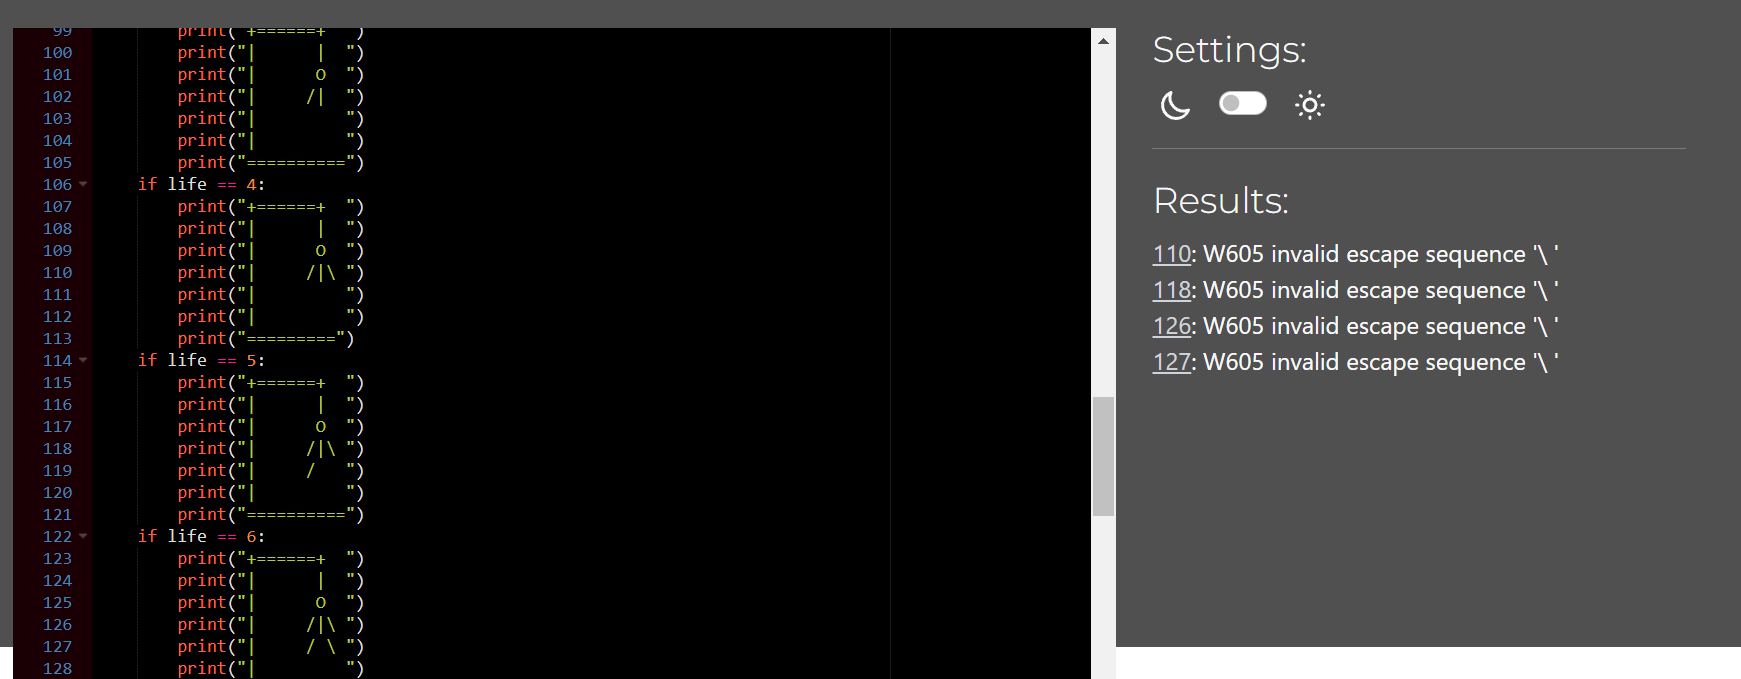 99 print("+======+  ")
100 print("|      |  ")
101 print("|      O  ")
102 print("|     /|  ")
103 print("|         ")
104 print("|         ")
105 print("==========")
106 if life == 4:
107 print("+======+  ")
108 print("|      |  ")
109 print("|      O  ")
110 print("|     /|\ ")
111 print("|         ")
112 print("|         ")
113 print("=========")
114 if life == 5:
115 print("+======+  ")
116 print("|      |  ")
117 print("|      O  ")
118 print("|     /|\ ")
119 print("|     /   ")
120 print("|         ")
121 print("==========")
122 if life == 6:
123 print("+======+  ")
124 print("|      |  ")
125 print("|      O  ")
126 print("|     /|\ ")
127 print("|     / \ ")
128 print("|         ")
Settings:
Results:
110: W605 invalid escape sequence '\ '
118: W605 invalid escape sequence '\ '
126: W605 invalid escape sequence '\ '
127: W605 invalid escape sequence '\ '